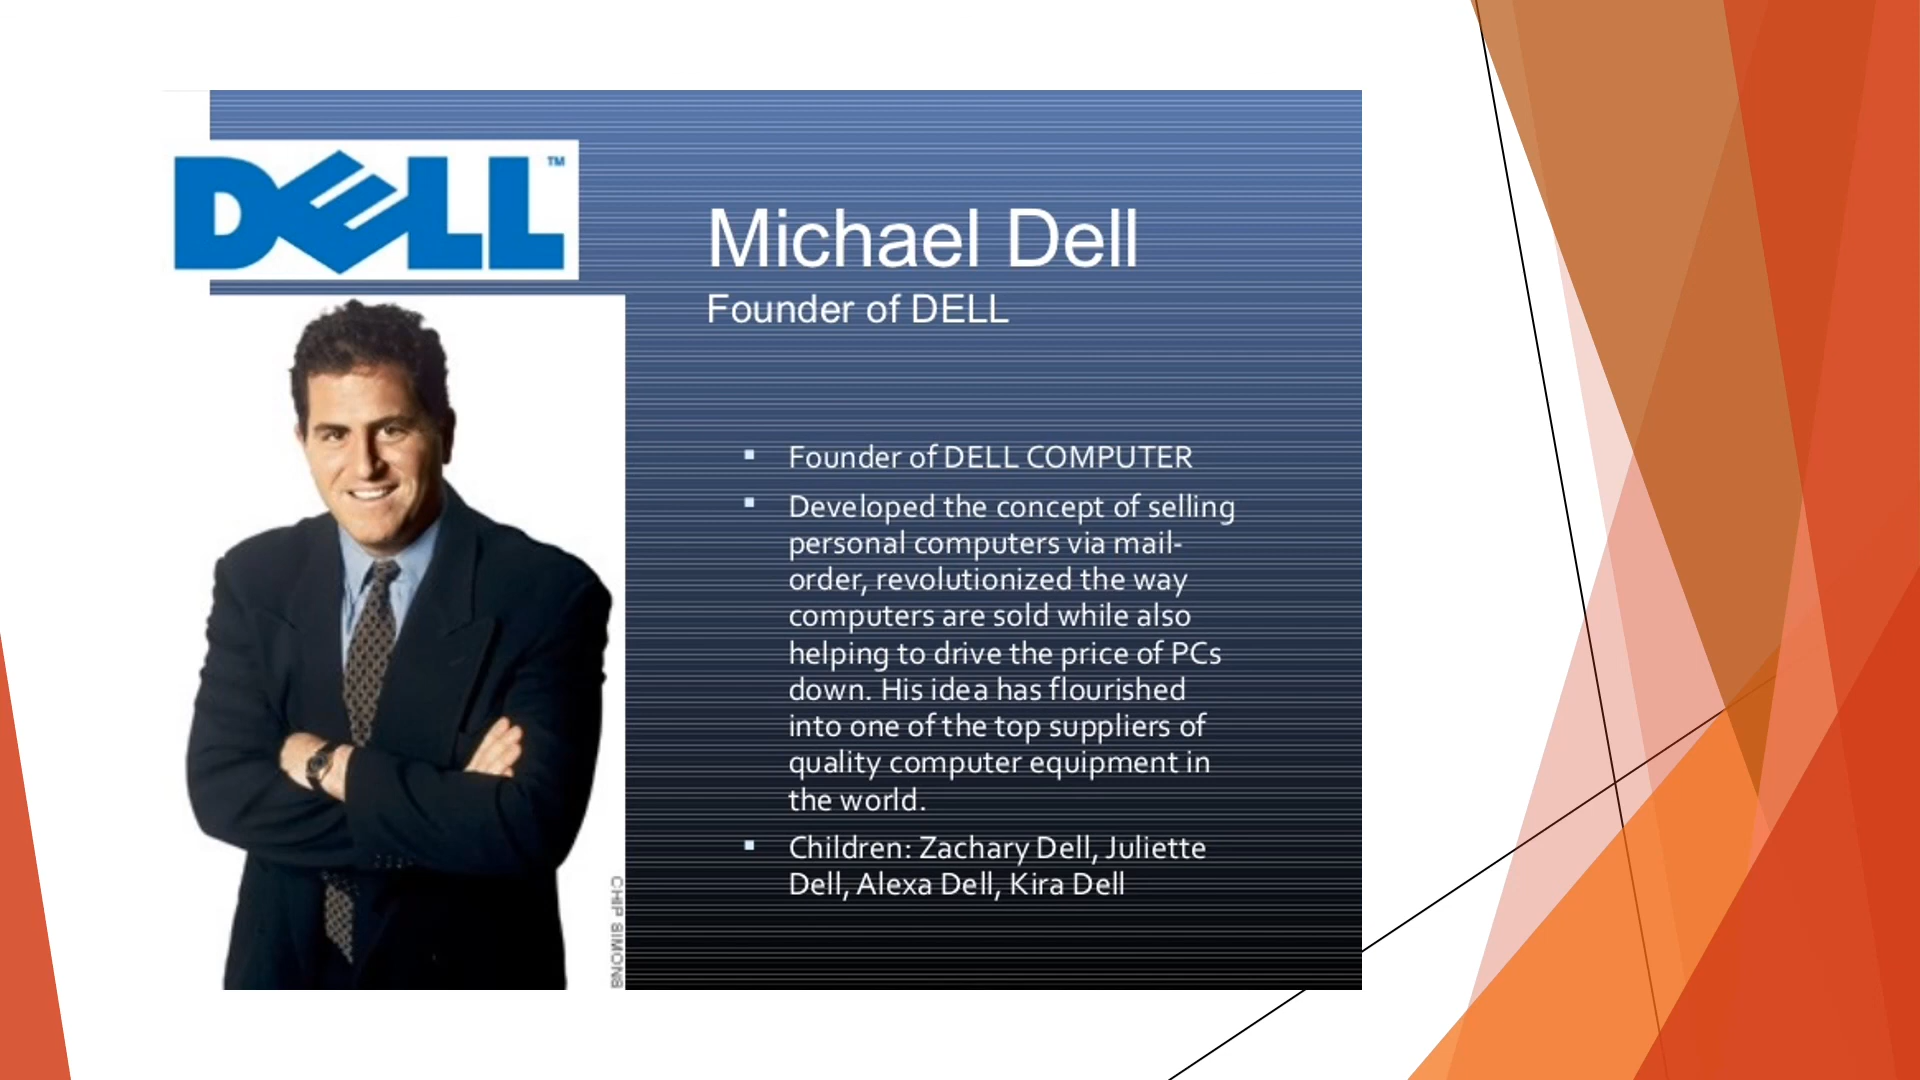 DELL™
Michael Dell
Founder of DELL
▪ Founder of DELL COMPUTER
▪ Developed the concept of selling
personal computers via mail-
order, revolutionized the way
computers are sold while also
helping to drive the price of PCs
down. His idea has flourished
into one of the top suppliers of
quality computer equipment in
the world.
▪ Children: Zachary Dell, Juliette
Dell, Alexa Dell, Kira Dell
CHIP SIMONS